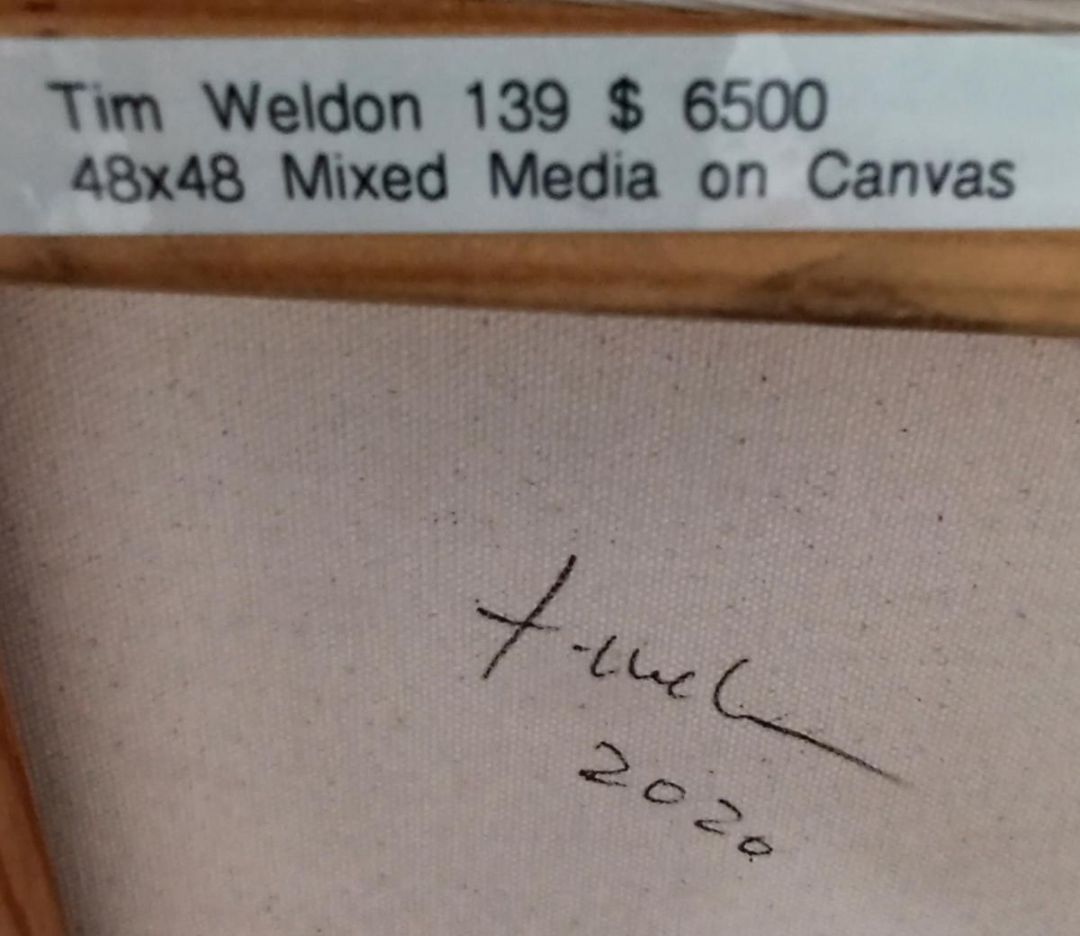 Tim Weldon 139 $ 6500
48x48 Mixed Media on Canvas
2020